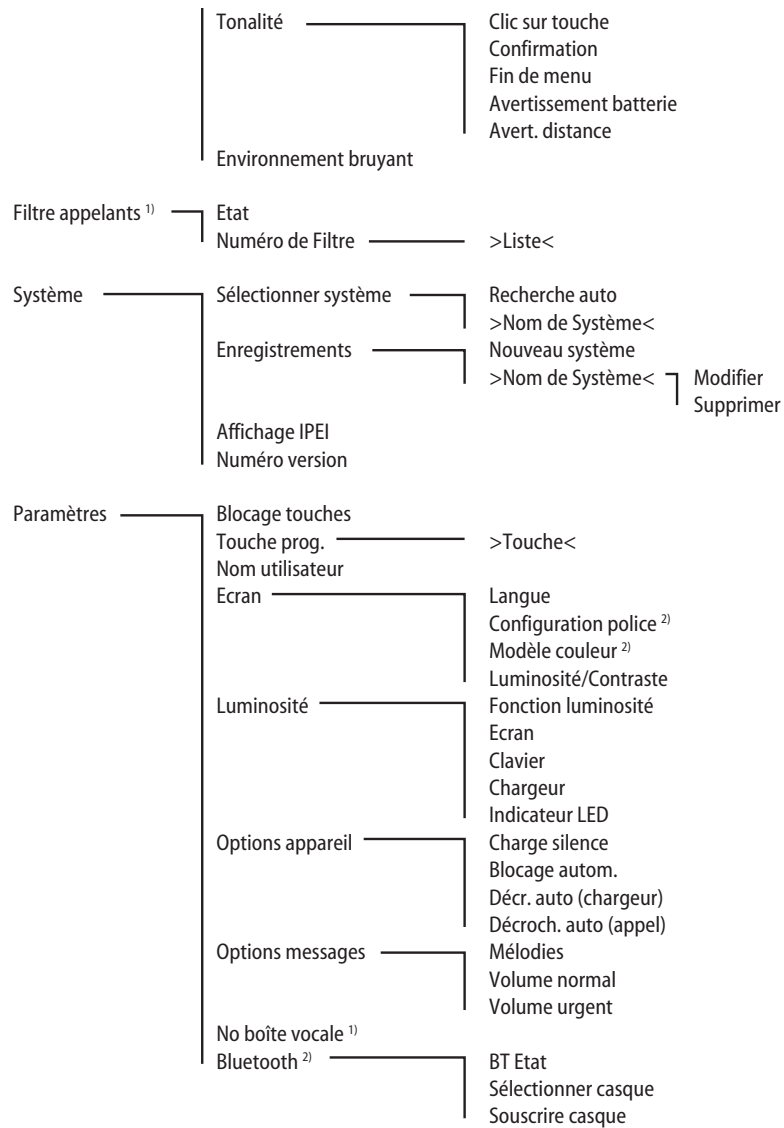 Tonalité Clic sur touche
Confirmation
Fin de menu
Avertissement batterie
Avert. distance
Environnement bruyant
Filtre appelants 1) Etat
Numéro de Filtre >Liste<
Système Sélectionner système Recherche auto
>Nom de Système<
Enregistrements Nouveau système
>Nom de Système< Modifier
Supprimer
Affichage IPEI
Numéro version
Paramètres Blocage touches
Touche prog. >Touche<
Nom utilisateur
Ecran Langue
Configuration police 2)
Modèle couleur 2)
Luminosité/Contraste
Luminosité Fonction luminosité
Ecran
Clavier
Chargeur
Indicateur LED
Options appareil Charge silence
Blocage autom.
Décr. auto (chargeur)
Décroch. auto (appel)
Options messages Mélodies
Volume normal
Volume urgent
No boîte vocale 1)
Bluetooth 2) BT Etat
Sélectionner casque
Souscrire casque